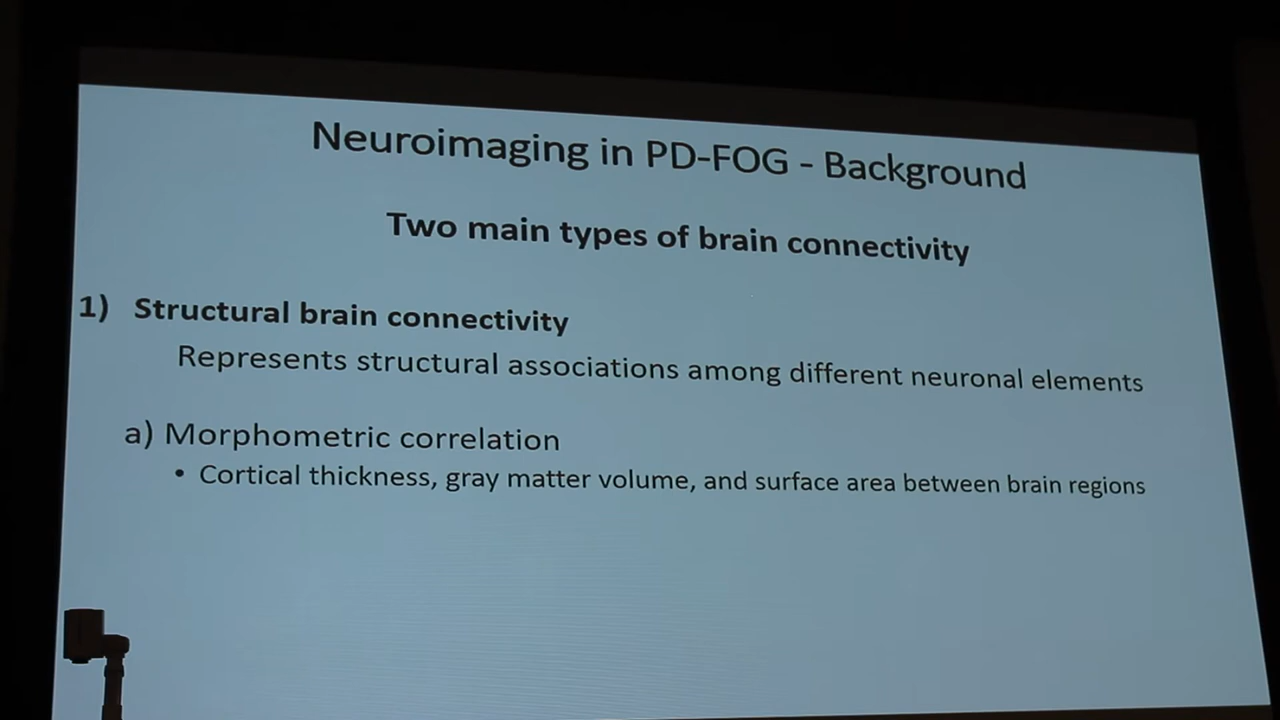 Neuroimaging in PD-FOG - Background
Two main types of brain connectivity
1) Structural brain connectivity
Represents structural associations among different neuronal elements
a) Morphometric correlation
• Cortical thickness, gray matter volume, and surface area between brain regions